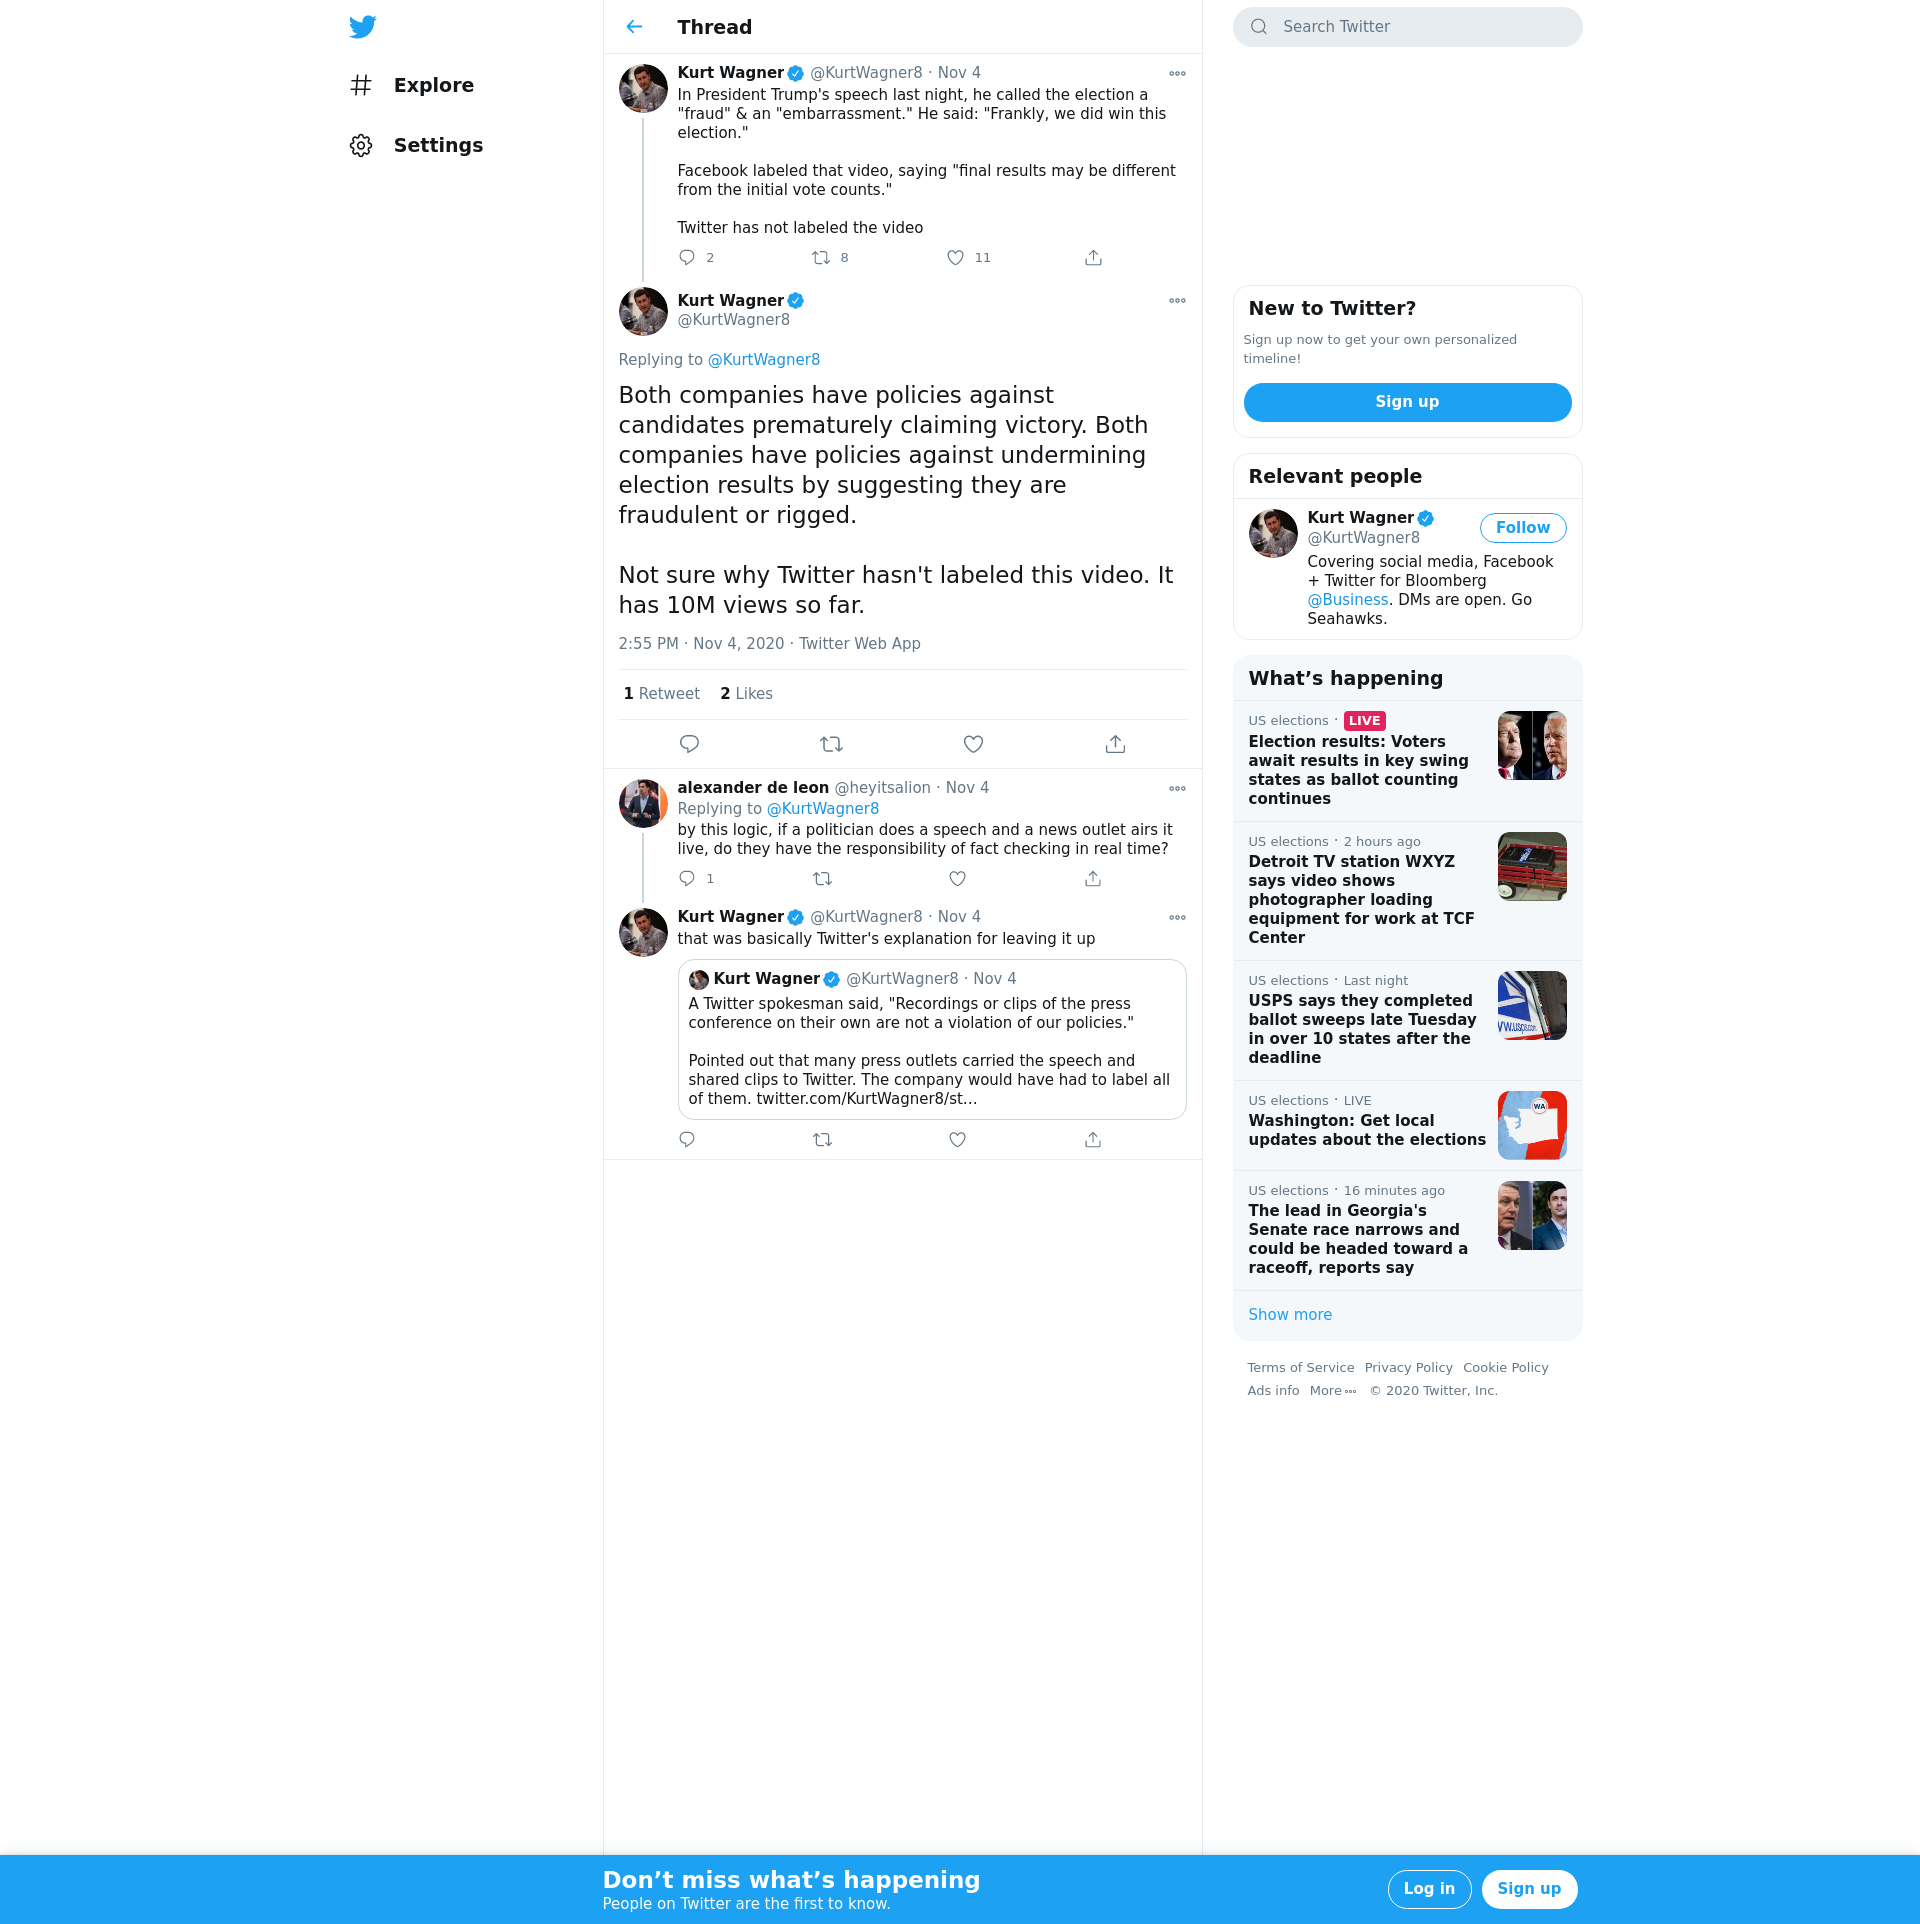 Explore
Settings
Thread
Kurt Wagner @KurtWagner8 · Nov 4
In President Trump's speech last night, he called the election a
"fraud" & an "embarrassment." He said: "Frankly, we did win this
election."
Facebook labeled that video, saying "final results may be different
from the initial vote counts."
Twitter has not labeled the video
2 8 11
Kurt Wagner
@KurtWagner8
Replying to @KurtWagner8
Both companies have policies against
candidates prematurely claiming victory. Both
companies have policies against undermining
election results by suggesting they are
fraudulent or rigged.
Not sure why Twitter hasn't labeled this video. It
has 10M views so far.
2:55 PM · Nov 4, 2020 · Twitter Web App
1 Retweet 2 Likes
alexander de leon @heyitsalion · Nov 4
Replying to @KurtWagner8
by this logic, if a politician does a speech and a news outlet airs it
live, do they have the responsibility of fact checking in real time?
1
Kurt Wagner @KurtWagner8 · Nov 4
that was basically Twitter's explanation for leaving it up
Kurt Wagner @KurtWagner8 · Nov 4
A Twitter spokesman said, "Recordings or clips of the press
conference on their own are not a violation of our policies."
Pointed out that many press outlets carried the speech and
shared clips to Twitter. The company would have had to label all
of them. twitter.com/KurtWagner8/st…
Search Twitter
New to Twitter?
Sign up now to get your own personalized
timeline!
Sign up
Relevant people
Kurt Wagner
@KurtWagner8
Follow
Covering social media, Facebook
+ Twitter for Bloomberg
@Business. DMs are open. Go
Seahawks.
What's happening
US elections · LIVE
Election results: Voters
await results in key swing
states as ballot counting
continues
US elections · 2 hours ago
Detroit TV station WXYZ
says video shows
photographer loading
equipment for work at TCF
Center
US elections · Last night
USPS says they completed
ballot sweeps late Tuesday
in over 10 states after the
deadline
US elections · LIVE
Washington: Get local
updates about the elections
WA
US elections · 16 minutes ago
The lead in Georgia's
Senate race narrows and
could be headed toward a
raceoff, reports say
Show more
Terms of Service Privacy Policy Cookie Policy
Ads info More © 2020 Twitter, Inc.
Don’t miss what’s happening
People on Twitter are the first to know.
Log in
Sign up